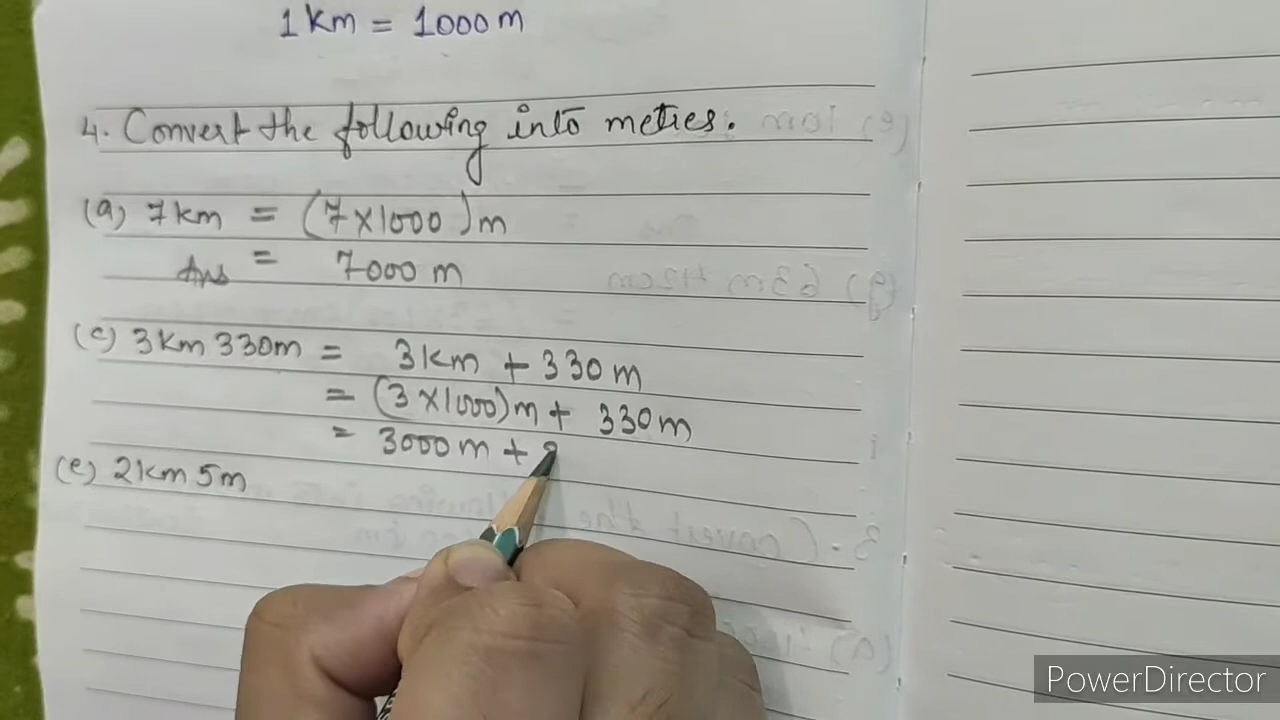 1 km = 1000 m
4. Convert the following into metres.
(a) 7 km = (7 × 1000) m
Ans = 7000 m
(c) 3 km 330 m = 3 km + 330 m
= (3 × 1000) m + 330 m
= 3000 m +
(e) 2 km 5 m
PowerDirector